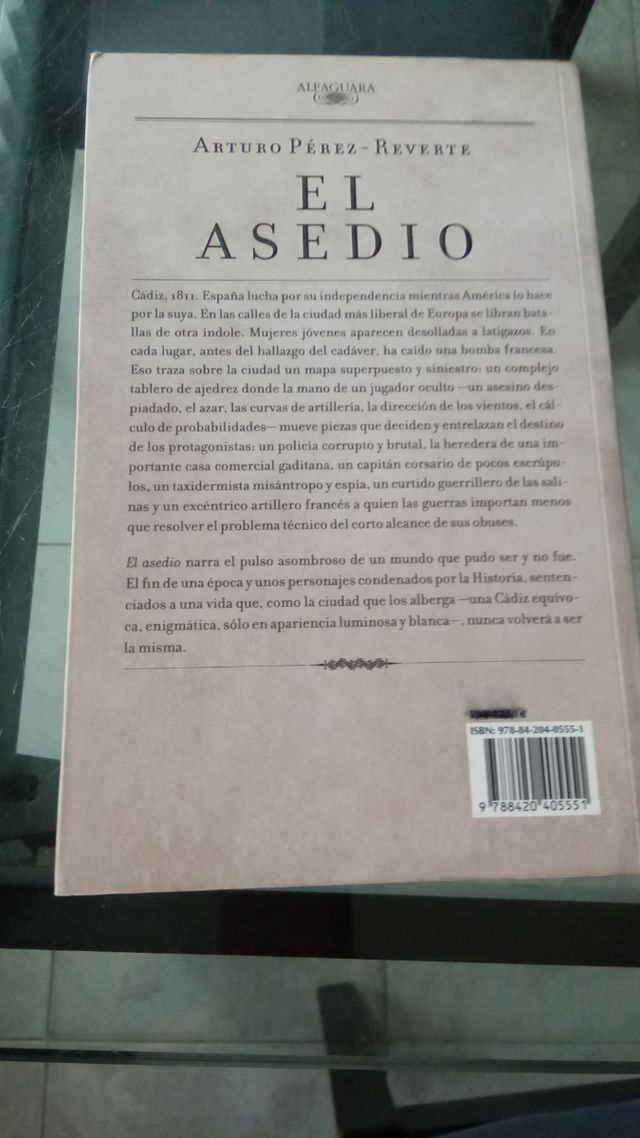 ALFAGUARA
ARTURO PÉREZ-REVERTE
EL
ASEDIO
Cádiz, 1811. España lucha por su independencia mientras América lo hace
por la suya. En las calles de la ciudad más liberal de Europa se libran bata-
llas de otra índole. Mujeres jóvenes aparecen desolladas a latigazos. En
cada lugar, antes del hallazgo del cadáver, ha caído una bomba francesa.
Eso traza sobre la ciudad un mapa superpuesto y siniestro: un complejo
tablero de ajedrez donde la mano de un jugador oculto —un asesino des-
piadado, el azar, las curvas de artillería, la dirección de los vientos, el cál-
culo de probabilidades— mueve piezas que deciden y entrelazan el destino
de los protagonistas: un policía corrupto y brutal, la heredera de una im-
portante casa comercial gaditana, un capitán corsario de pocos escrúpu-
los, un taxidermista misántropo y espía, un curtido guerrillero de las sali-
nas y un excéntrico artillero francés a quien las guerras importan menos
que resolver el problema técnico del corto alcance de sus obuses.
El asedio narra el pulso asombroso de un mundo que pudo ser y no fue.
El fin de una época y unos personajes condenados por la Historia, senten-
ciados a una vida que, como la ciudad que los alberga —una Cádiz equívo-
ca, enigmática, sólo en apariencia luminosa y blanca—, nunca volverá a ser
la misma.
ISBN: 978-84-204-0555-1
9 788420 405551